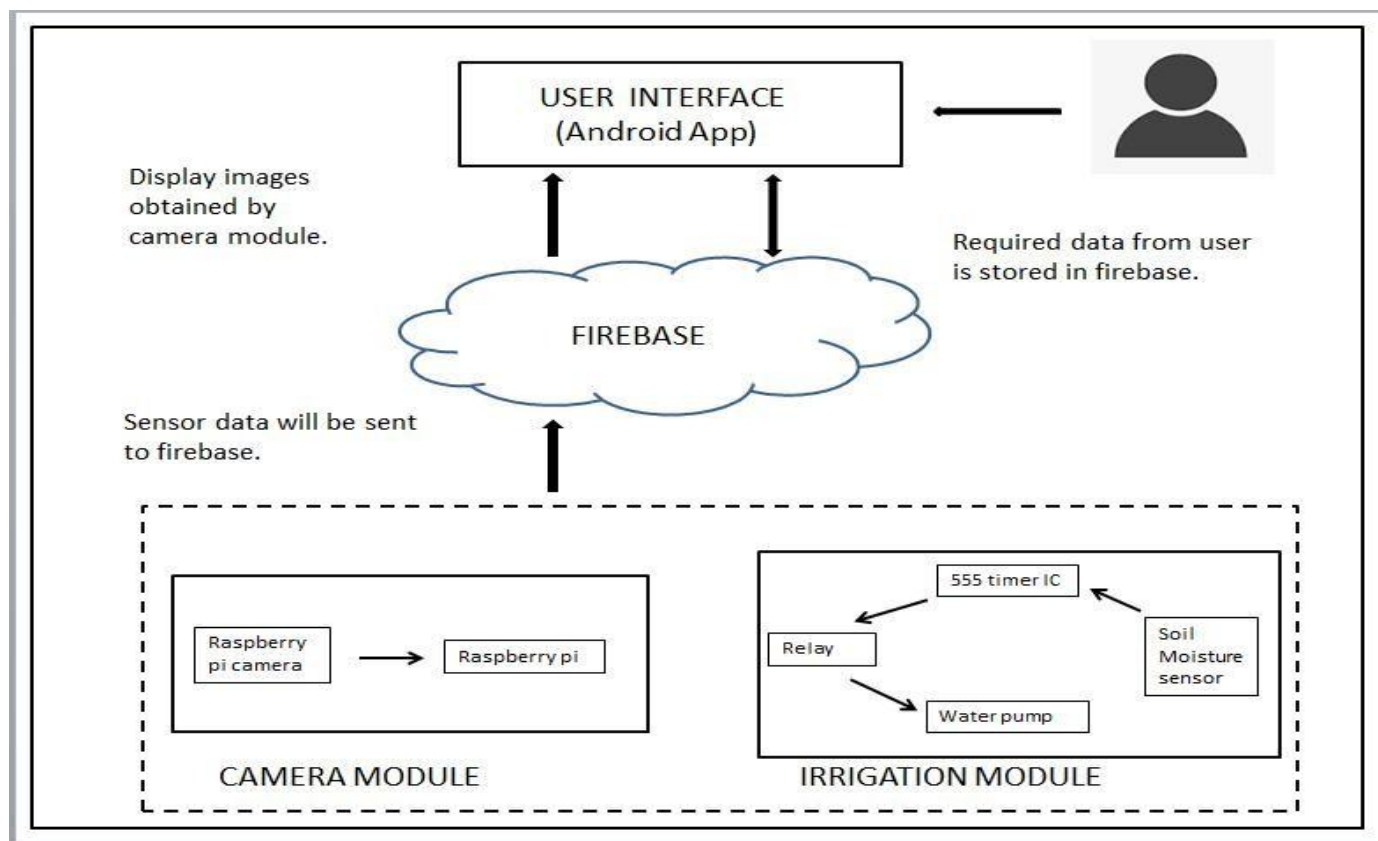 USER INTERFACE
(Android App)
Display images
obtained by
camera module.
Required data from user
is stored in firebase.
FIREBASE
Sensor data will be sent
to firebase.
Raspberry
pi camera
Raspberry pi
CAMERA MODULE
555 timer IC
Relay
Soil
Moisture
sensor
Water pump
IRRIGATION MODULE